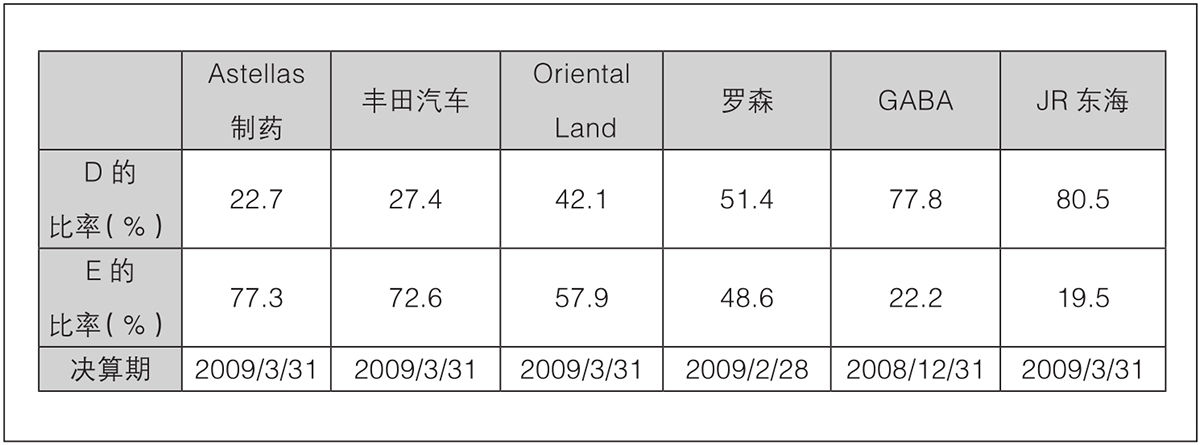 Astellas
制药
丰田汽车
Oriental
Land
罗森
GABA
JR 东海
D 的
比率( % )
22.7
27.4
42.1
51.4
77.8
80.5
E 的
比率( % )
77.3
72.6
57.9
48.6
22.2
19.5
决算期
2009/3/31
2009/3/31
2009/3/31
2009/2/28
2008/12/31
2009/3/31